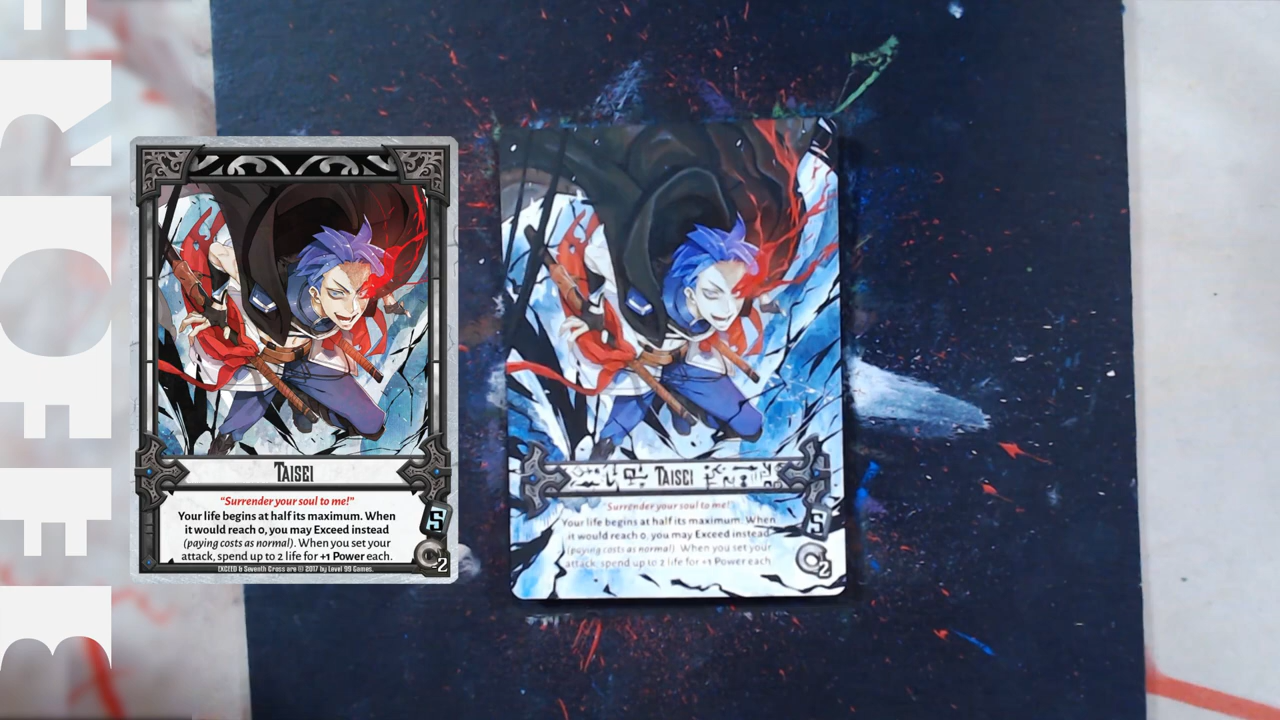 BEFORE
TAISEI
"Surrender your soul to me!"
Your life begins at half its maximum. When
it would reach 0, you may Exceed instead
(paying costs as normal). When you set your
attack, spend up to 2 life for +1 Power each.
S
C2
EXCEED & Seventh Cross are © 2017 by Level 99 Games.
TAISEI
"Surrender your soul to me!"
Your life begins at half its maximum. When
it would reach 0, you may Exceed instead
(paying costs as normal). When you set your
attack, spend up to 2 life for +1 Power each.
S
C2